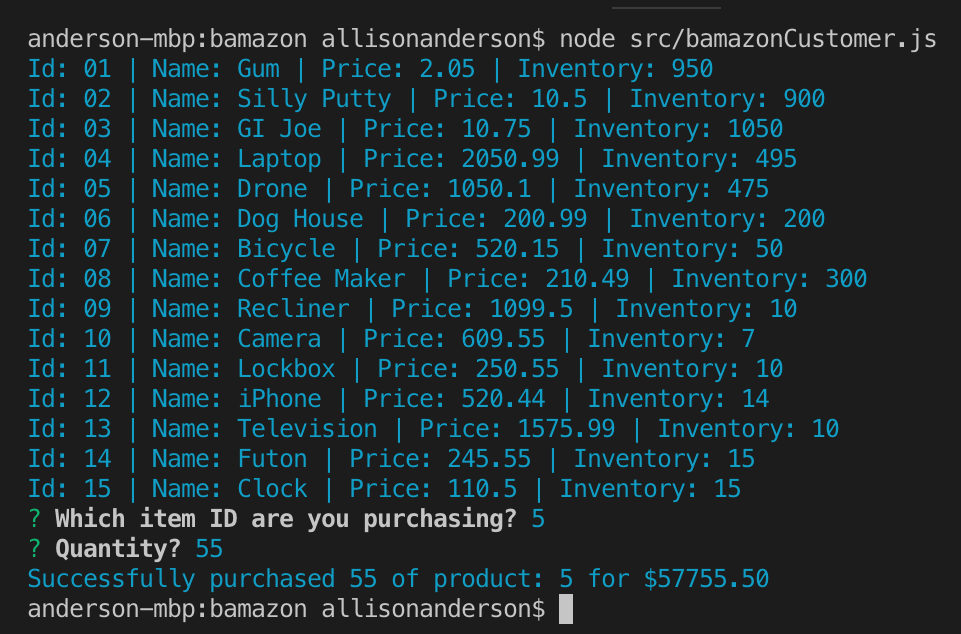 anderson-mbp:bamazon allisonanderson$ node src/bamazonCustomer.js
Id: 01 | Name: Gum | Price: 2.05 | Inventory: 950
Id: 02 | Name: Silly Putty | Price: 10.5 | Inventory: 900
Id: 03 | Name: GI Joe | Price: 10.75 | Inventory: 1050
Id: 04 | Name: Laptop | Price: 2050.99 | Inventory: 495
Id: 05 | Name: Drone | Price: 1050.1 | Inventory: 475
Id: 06 | Name: Dog House | Price: 200.99 | Inventory: 200
Id: 07 | Name: Bicycle | Price: 520.15 | Inventory: 50
Id: 08 | Name: Coffee Maker | Price: 210.49 | Inventory: 300
Id: 09 | Name: Recliner | Price: 1099.5 | Inventory: 10
Id: 10 | Name: Camera | Price: 609.55 | Inventory: 7
Id: 11 | Name: Lockbox | Price: 250.55 | Inventory: 10
Id: 12 | Name: iPhone | Price: 520.44 | Inventory: 14
Id: 13 | Name: Television | Price: 1575.99 | Inventory: 10
Id: 14 | Name: Futon | Price: 245.55 | Inventory: 15
Id: 15 | Name: Clock | Price: 110.5 | Inventory: 15
? Which item ID are you purchasing? 5
? Quantity? 55
Successfully purchased 55 of product: 5 for $57755.50
anderson-mbp:bamazon allisonanderson$